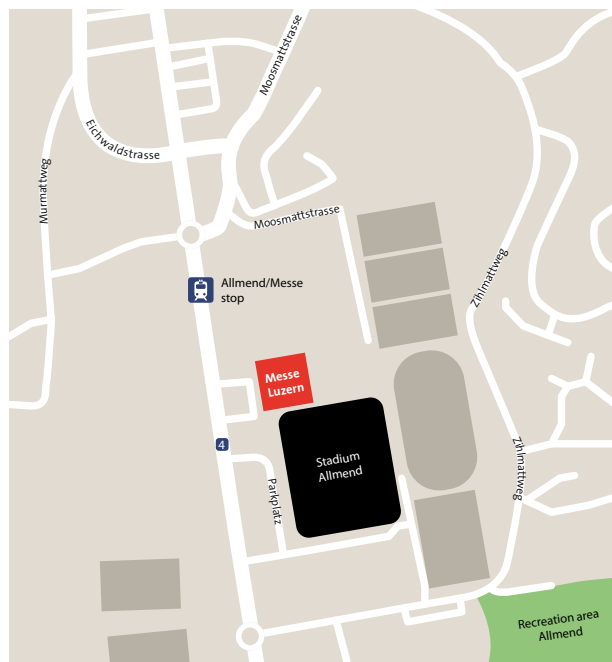 Moosmattstrasse
Eichwaldstrasse
Murmattweg
Moosmattstrasse
Zihlmattweg
Allmend/Messe
stop
Messe
Luzern
4
Stadium
Allmend
Zihlmattweg
Parkplatz
Recreation area
Allmend